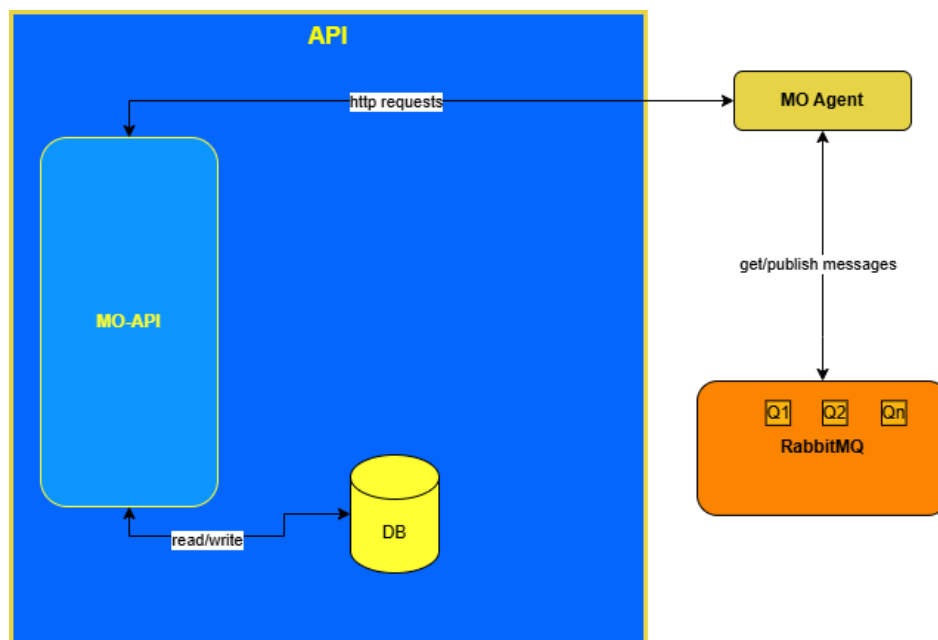 API
http requests
MO Agent
MO-API
get/publish messages
Q1 Q2 Qn
RabbitMQ
DB
read/write